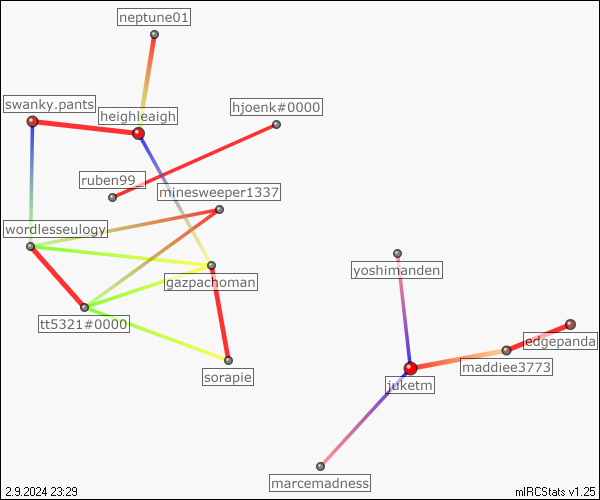 neptune01
swanky.pants
heighleaigh
hjoenk#0000
ruben99_
minesweeper1337
wordlesseulogy
gazpachoman
yoshimanden
tt5321#0000
edgepanda
maddiee3773
sorapie
juketm
marcemadness
2.9.2024 23:29
mIRCStats v1.25